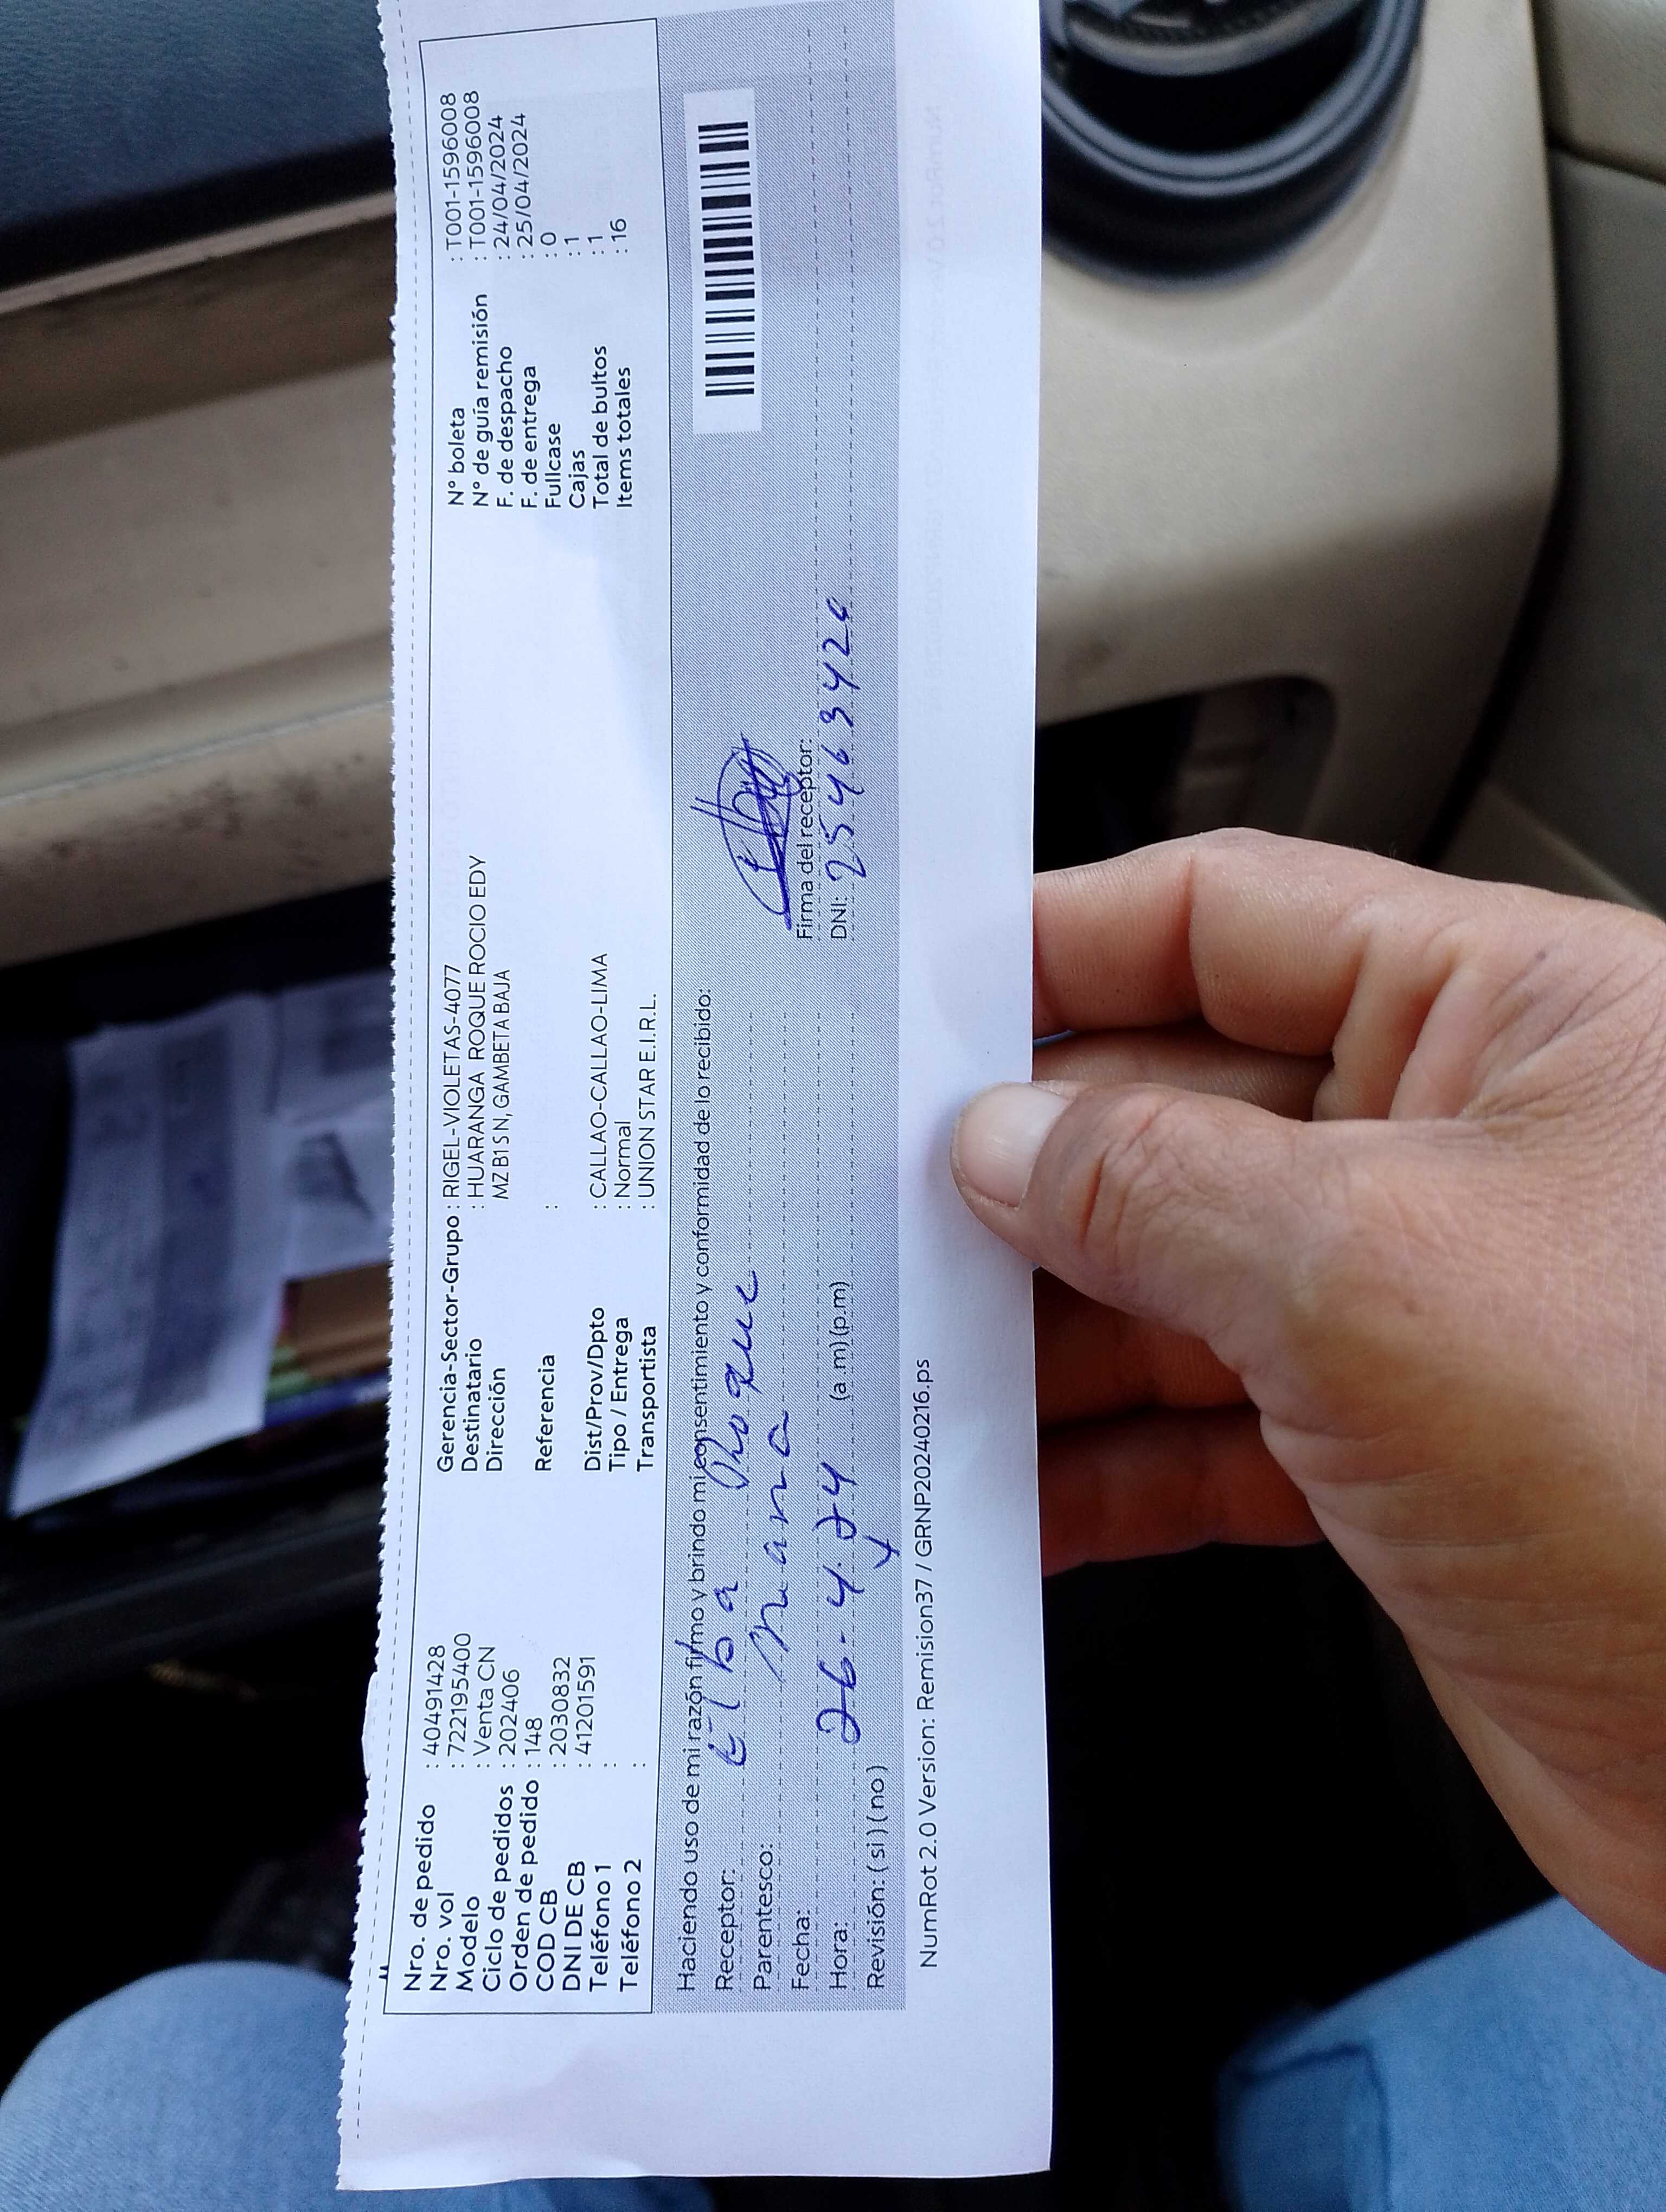 Nro. de pedido : 40491428
Nro. vol : 722195400
Modelo : Venta CN
Ciclo de pedidos : 202406
Orden de pedido : 148
COD CB : 2030832
DNI DE CB : 41201591
Teléfono 1 :
Teléfono 2 :
Gerencia-Sector-Grupo : RIGEL-VIOLETAS-4077
Destinatario : HUARANGA ROQUE ROCIO EDY
Dirección MZ B1 S N, GAMBETA BAJA
Referencia :
Dist/Prov/Dpto : CALLAO-CALLAO-LIMA
Tipo / Entrega : Normal
Transportista : UNION STAR E.I.R.L.
N° boleta : T001-1596008
N° de guía remisión : T001-1596008
F. de despacho : 24/04/2024
F. de entrega : 25/04/2024
Fullcase : 0
Cajas : 1
Total de bultos : 1
Items totales : 16
Haciendo uso de mi razón firmo y brindo mi consentimiento y conformidad de lo recibido:
Receptor: Elba Roque
Parentesco: mama
Fecha: 26-4-24
Hora: (a.m)(p.m)
Revisión: ( si ) ( no )
Firma del receptor:
DNI: 25463426
NumRot 2.0 Version: Remision37 / GRNP20240216.ps